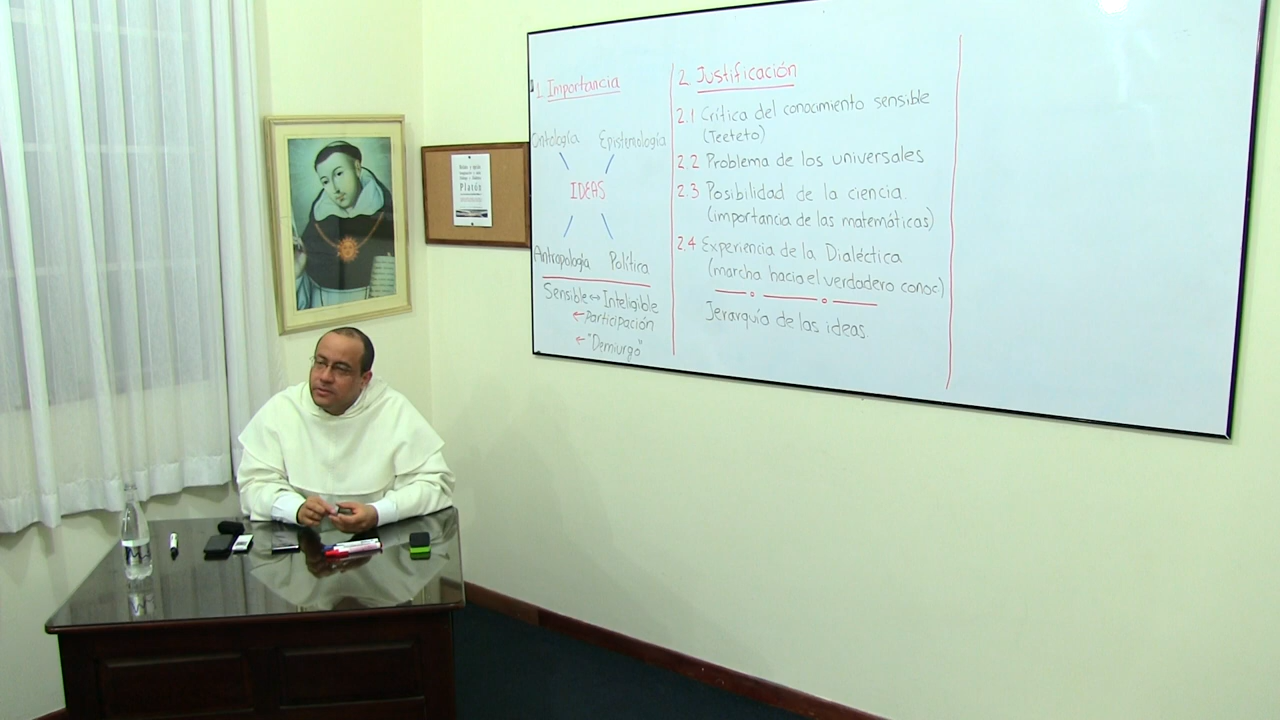 1. Importancia
Ontología Epistemología
IDEAS
Antropología Política
Sensible ↔ Inteligible
← Participación
← "Demiurgo"
2. Justificación
2.1 Crítica del conocimiento sensible
(Teeteto)
2.2 Problema de los universales
2.3 Posibilidad de la ciencia
(importancia de las matemáticas)
2.4 Experiencia de la Dialéctica
(marcha hacia el verdadero conoc)
Jerarquía de las ideas
Platón